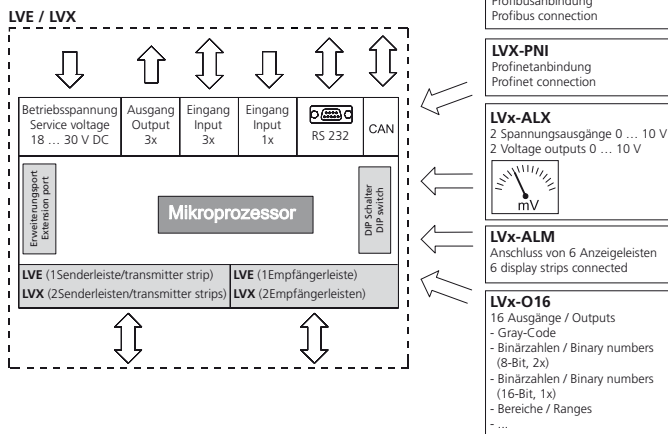 Profibusanbindung
Profibus connection
LVE / LVX
LVX-PNI
Profinetanbindung
Profinet connection
Betriebsspannung
Service voltage
18 ... 30 V DC
Ausgang
Output
3x
Eingang
Input
3x
Eingang
Input
1x
RS 232
CAN
LVx-ALX
2 Spannungsausgänge 0 ... 10 V
2 Voltage outputs 0 ... 10 V
mV
Erweiterungsport
Extension port
Mikroprozessor
DIP Schalter
DIP switch
LVx-ALM
Anschluss von 6 Anzeigeleisten
6 display strips connected
LVE (1Senderleiste/transmitter strip)
LVX (2Senderleisten/transmitter strips)
LVE (1Empfängerleiste)
LVX (2Empfängerleisten)
LVx-O16
16 Ausgänge / Outputs
- Gray-Code
- Binärzahlen / Binary numbers
(8-Bit, 2x)
- Binärzahlen / Binary numbers
(16-Bit, 1x)
- Bereiche / Ranges
- ...